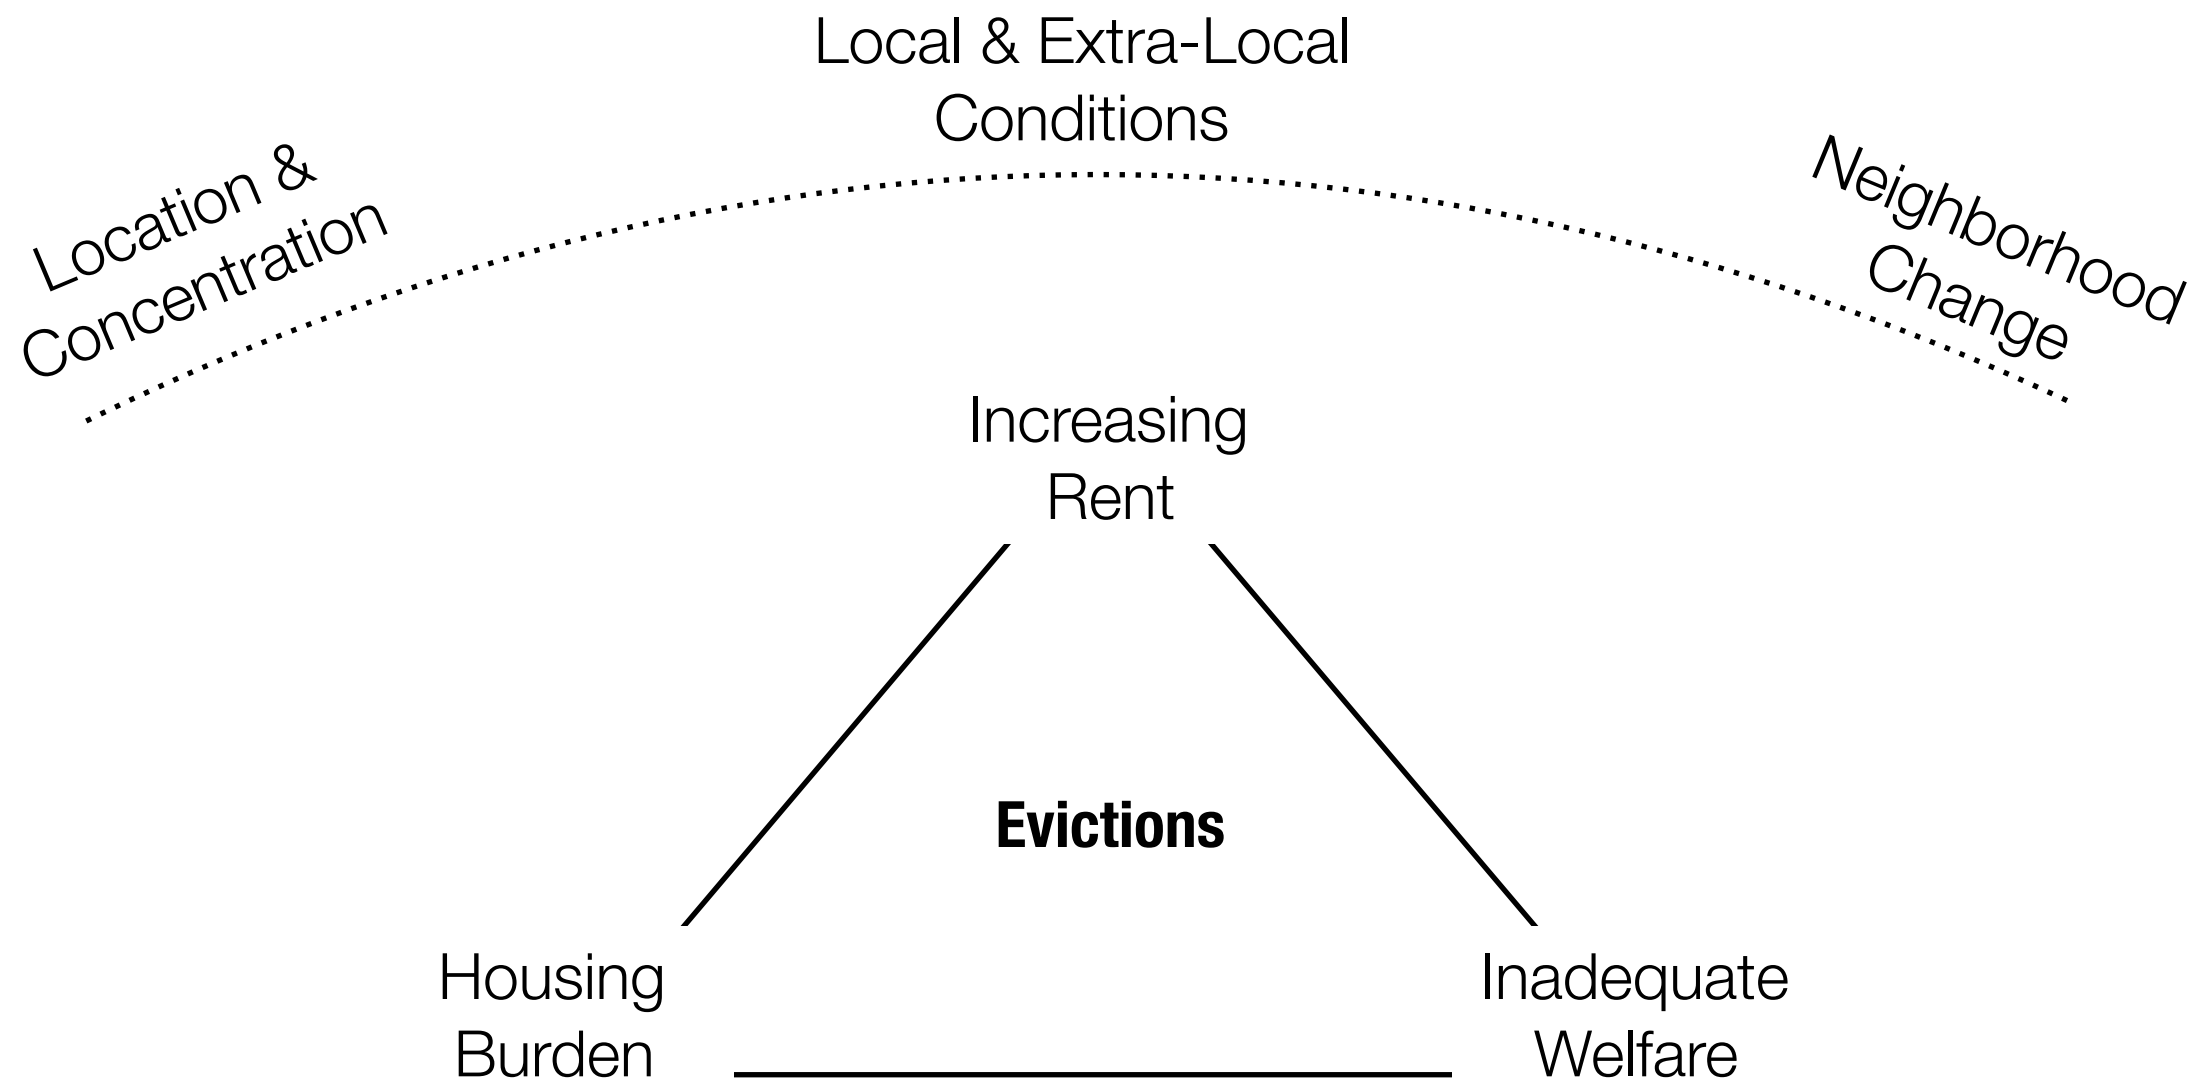 Local & Extra-Local
Conditions
Location &
Concentration
Neighborhood
Change
Increasing
Rent
Evictions
Housing
Burden
Inadequate
Welfare